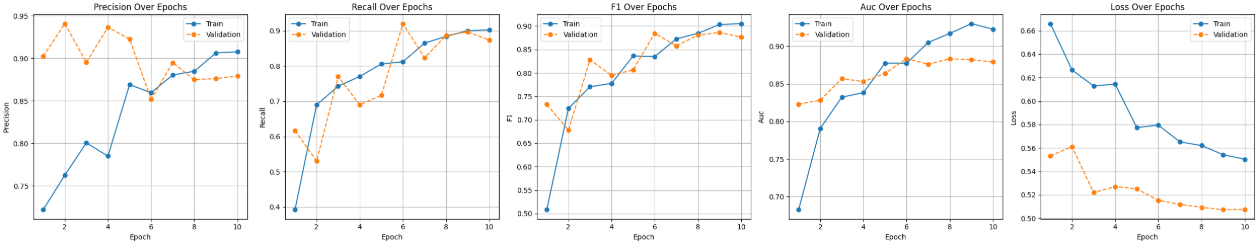 Precision Over Epochs
Train
Validation
0.95
0.90
0.85
0.80
0.75
Precision
2
4
6
8
10
Epoch
Recall Over Epochs
Train
Validation
0.9
0.8
0.7
0.6
0.5
0.4
Recall
2
4
6
8
10
Epoch
F1 Over Epochs
Train
Validation
0.90
0.85
0.80
0.75
0.70
0.65
0.60
0.55
0.50
F1
2
4
6
8
10
Epoch
Auc Over Epochs
Train
Validation
0.90
0.85
0.80
0.75
0.70
Auc
2
4
6
8
10
Epoch
Loss Over Epochs
Train
Validation
0.66
0.64
0.62
0.60
0.58
0.56
0.54
0.52
0.50
Loss
2
4
6
8
10
Epoch